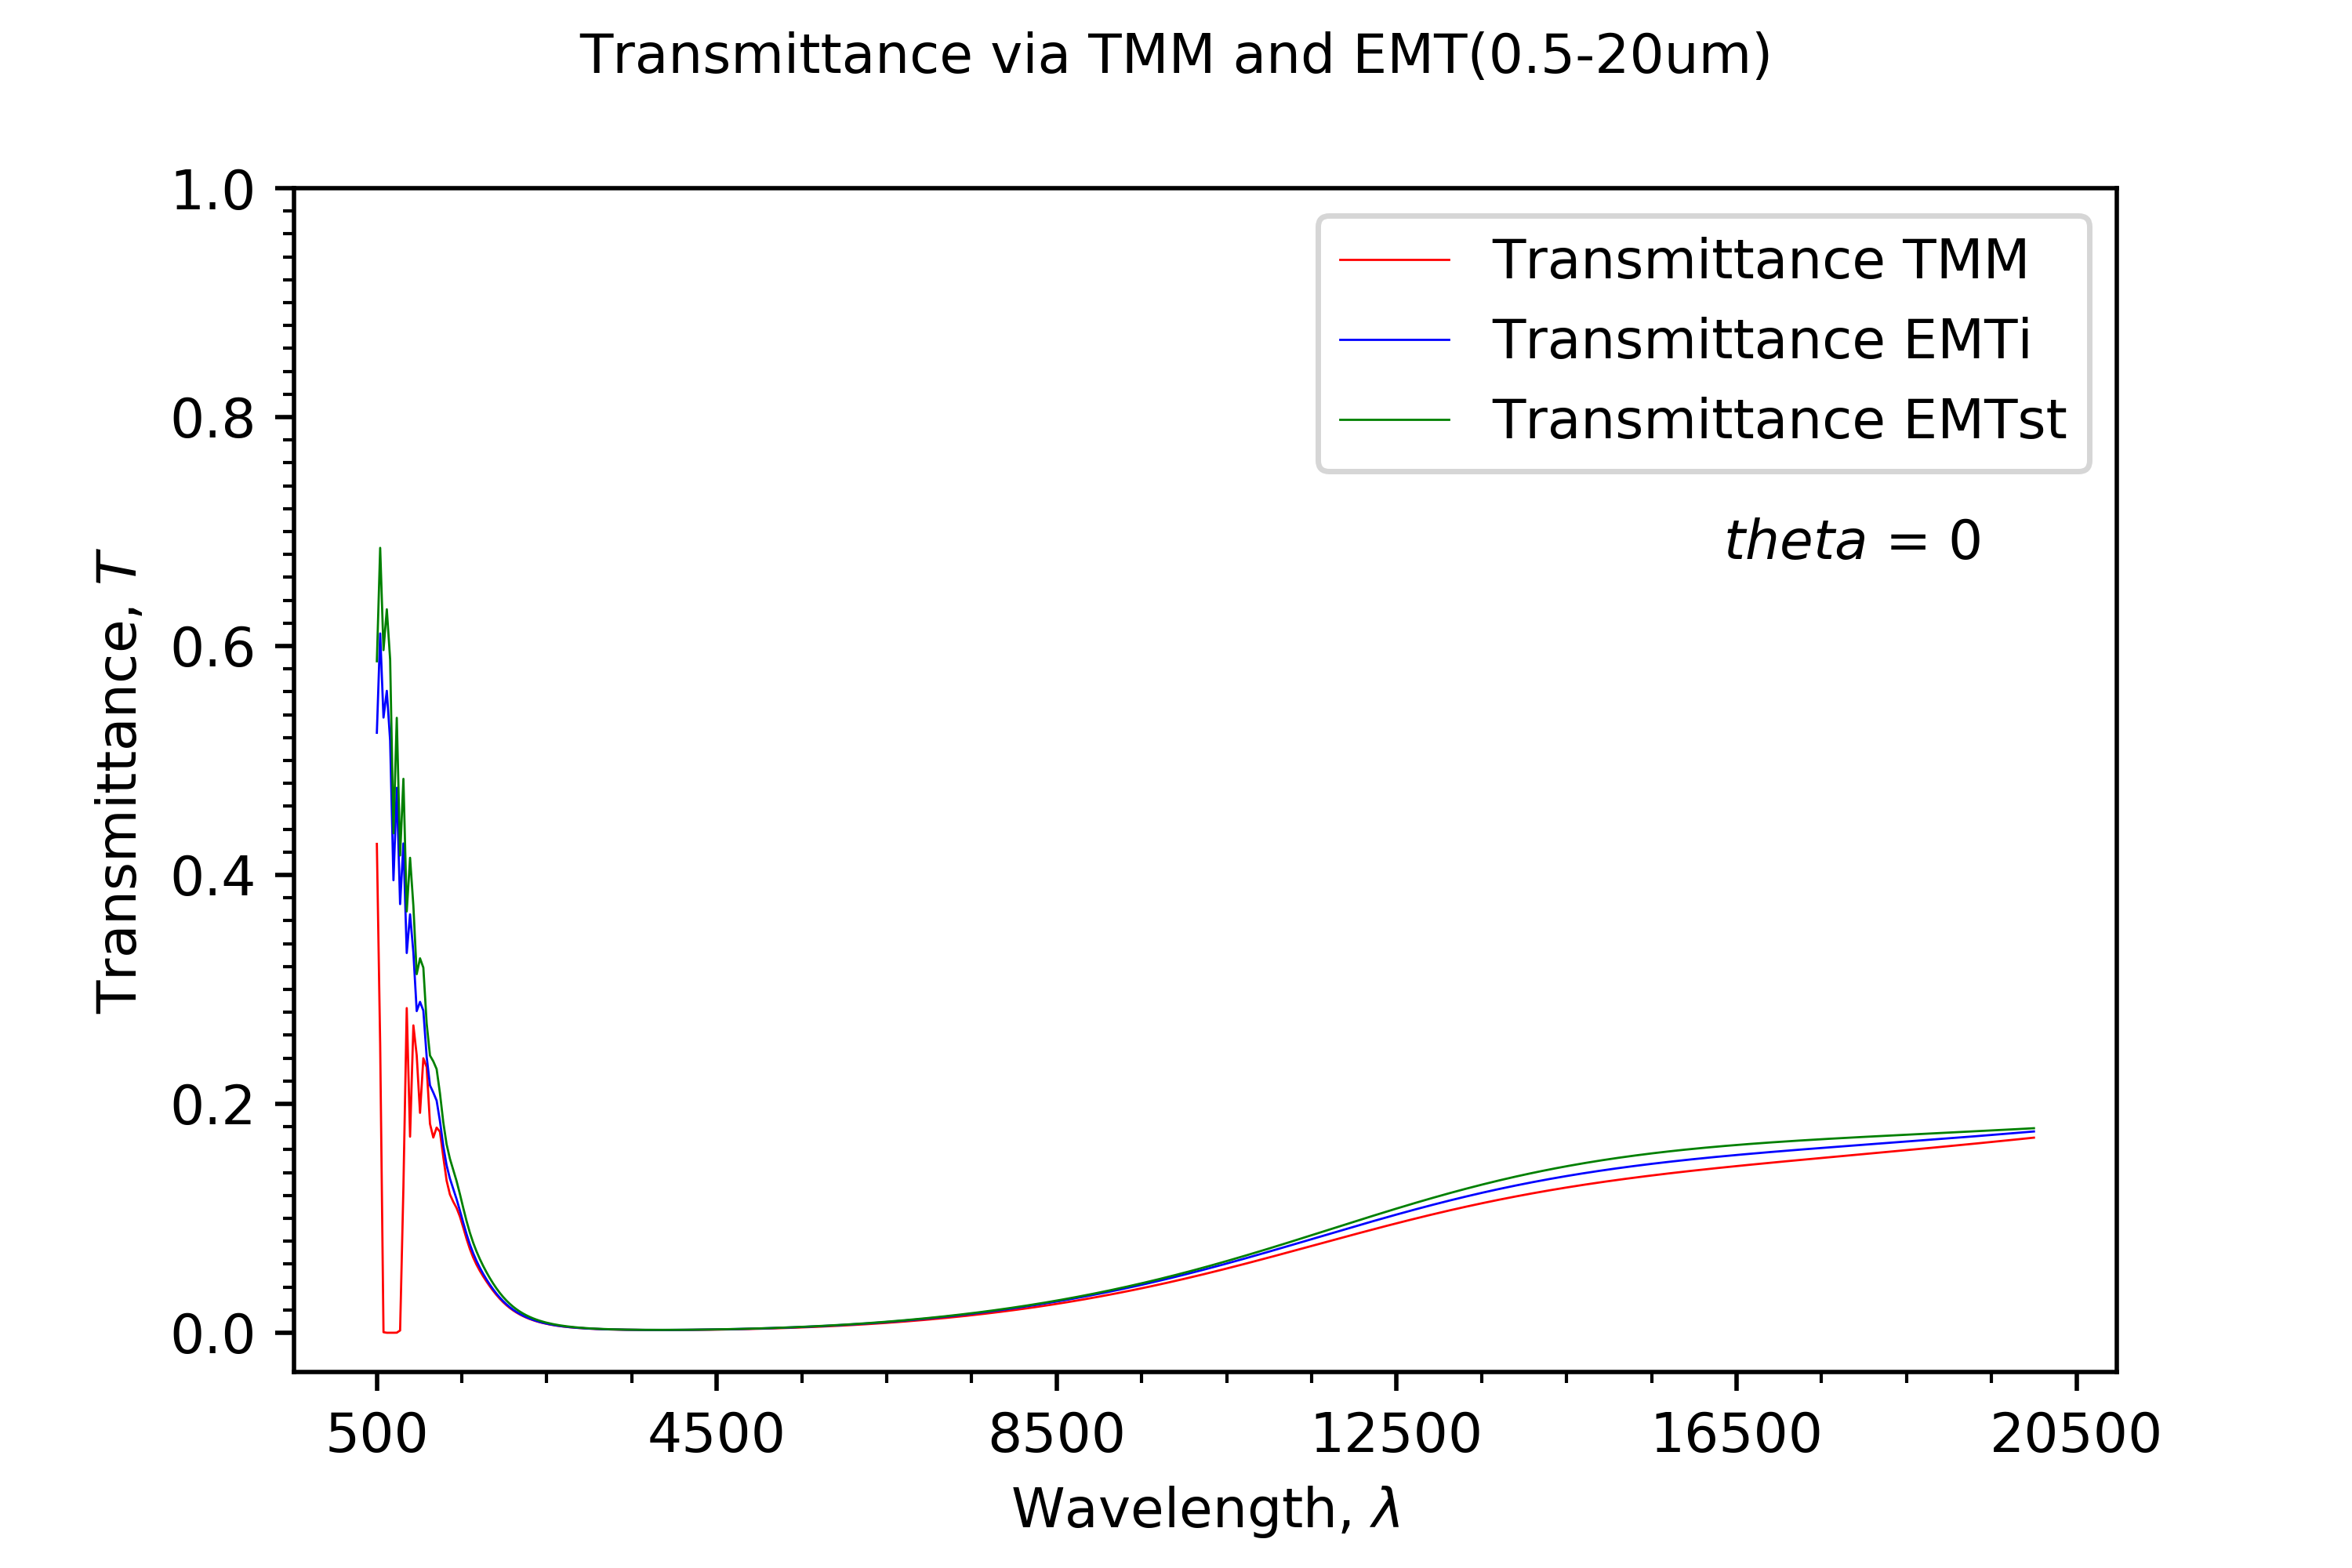 Transmittance via TMM and EMT(0.5-20um)
1.0
0.8
0.6
0.4
0.2
0.0
Transmittance, T
Transmittance TMM
Transmittance EMTi
Transmittance EMTst
theta = 0
500 4500 8500 12500 16500 20500
Wavelength, λ